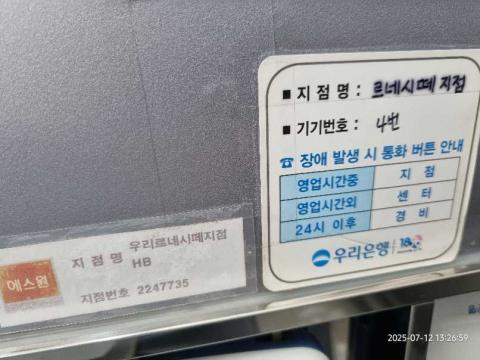 ■ 지 점 명 : 르네시떼 지점
■ 기기번호 : 4번
☎ 장애 발생 시 통화 버튼 안내
영업시간중 지 점
영업시간외 센 터
24시 이후 경 비
우리은행
에스원
우리르네시떼지점
지 점 명 HB
지점번호 2247735
2025-07-12 13:26:59